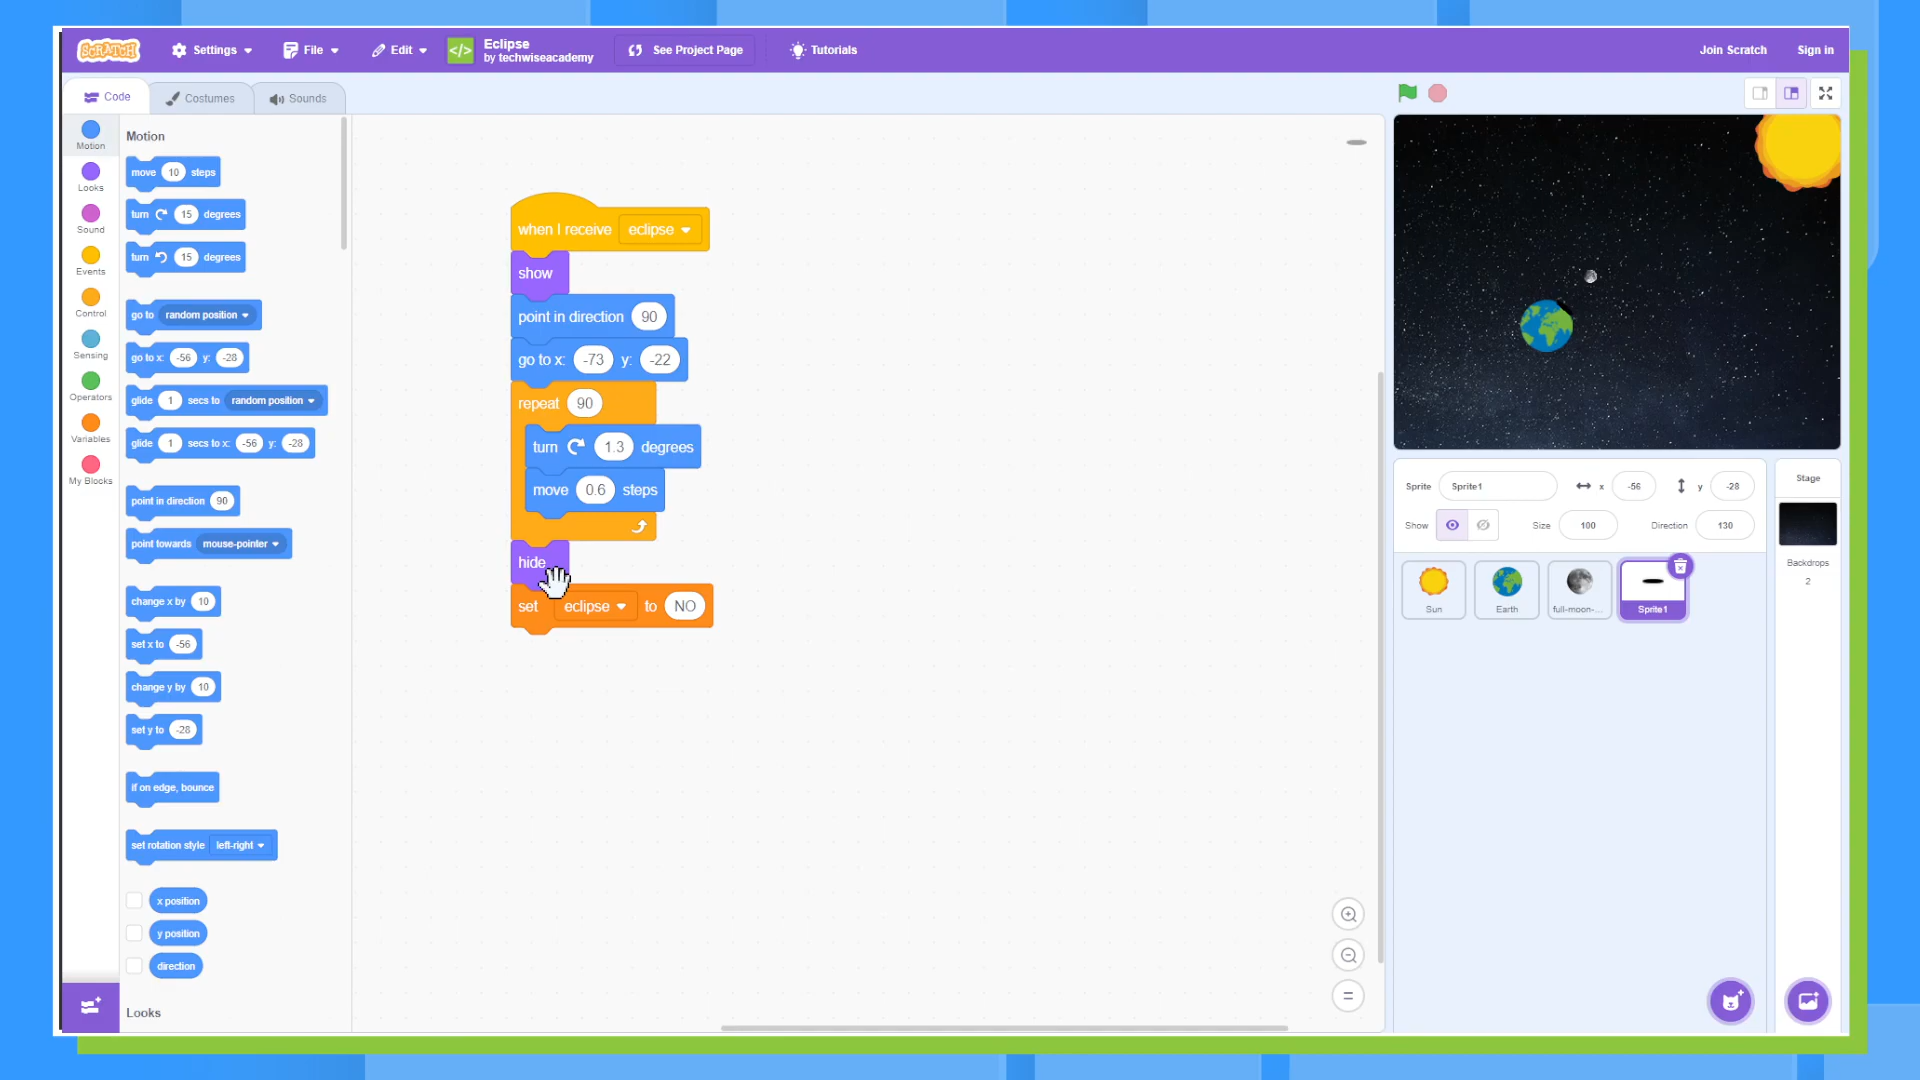 SCRATCH
Settings
File
Edit
Eclipse
by techwiseacademy
See Project Page
Tutorials
Join Scratch
Sign in
Code
Costumes
Sounds
Motion
Looks
Sound
Events
Control
Sensing
Operators
Variables
My Blocks
Motion
move 10 steps
turn 15 degrees
turn 15 degrees
go to random position
go to x: -56 y: -28
glide 1 secs to random position
glide 1 secs to x: -56 y: -28
point in direction 90
point towards mouse-pointer
change x by 10
set x to -56
change y by 10
set y to -28
if on edge, bounce
set rotation style left-right
x position
y position
direction
Looks
when I receive eclipse
show
point in direction 90
go to x: -73 y: -22
repeat 90
turn 1.3 degrees
move 0.6 steps
hide
set eclipse to NO
Sprite Sprite1 x -56 y -28
Show Size 100 Direction 130
Sun
Earth
full-moon-...
Sprite1
Stage
Backdrops
2